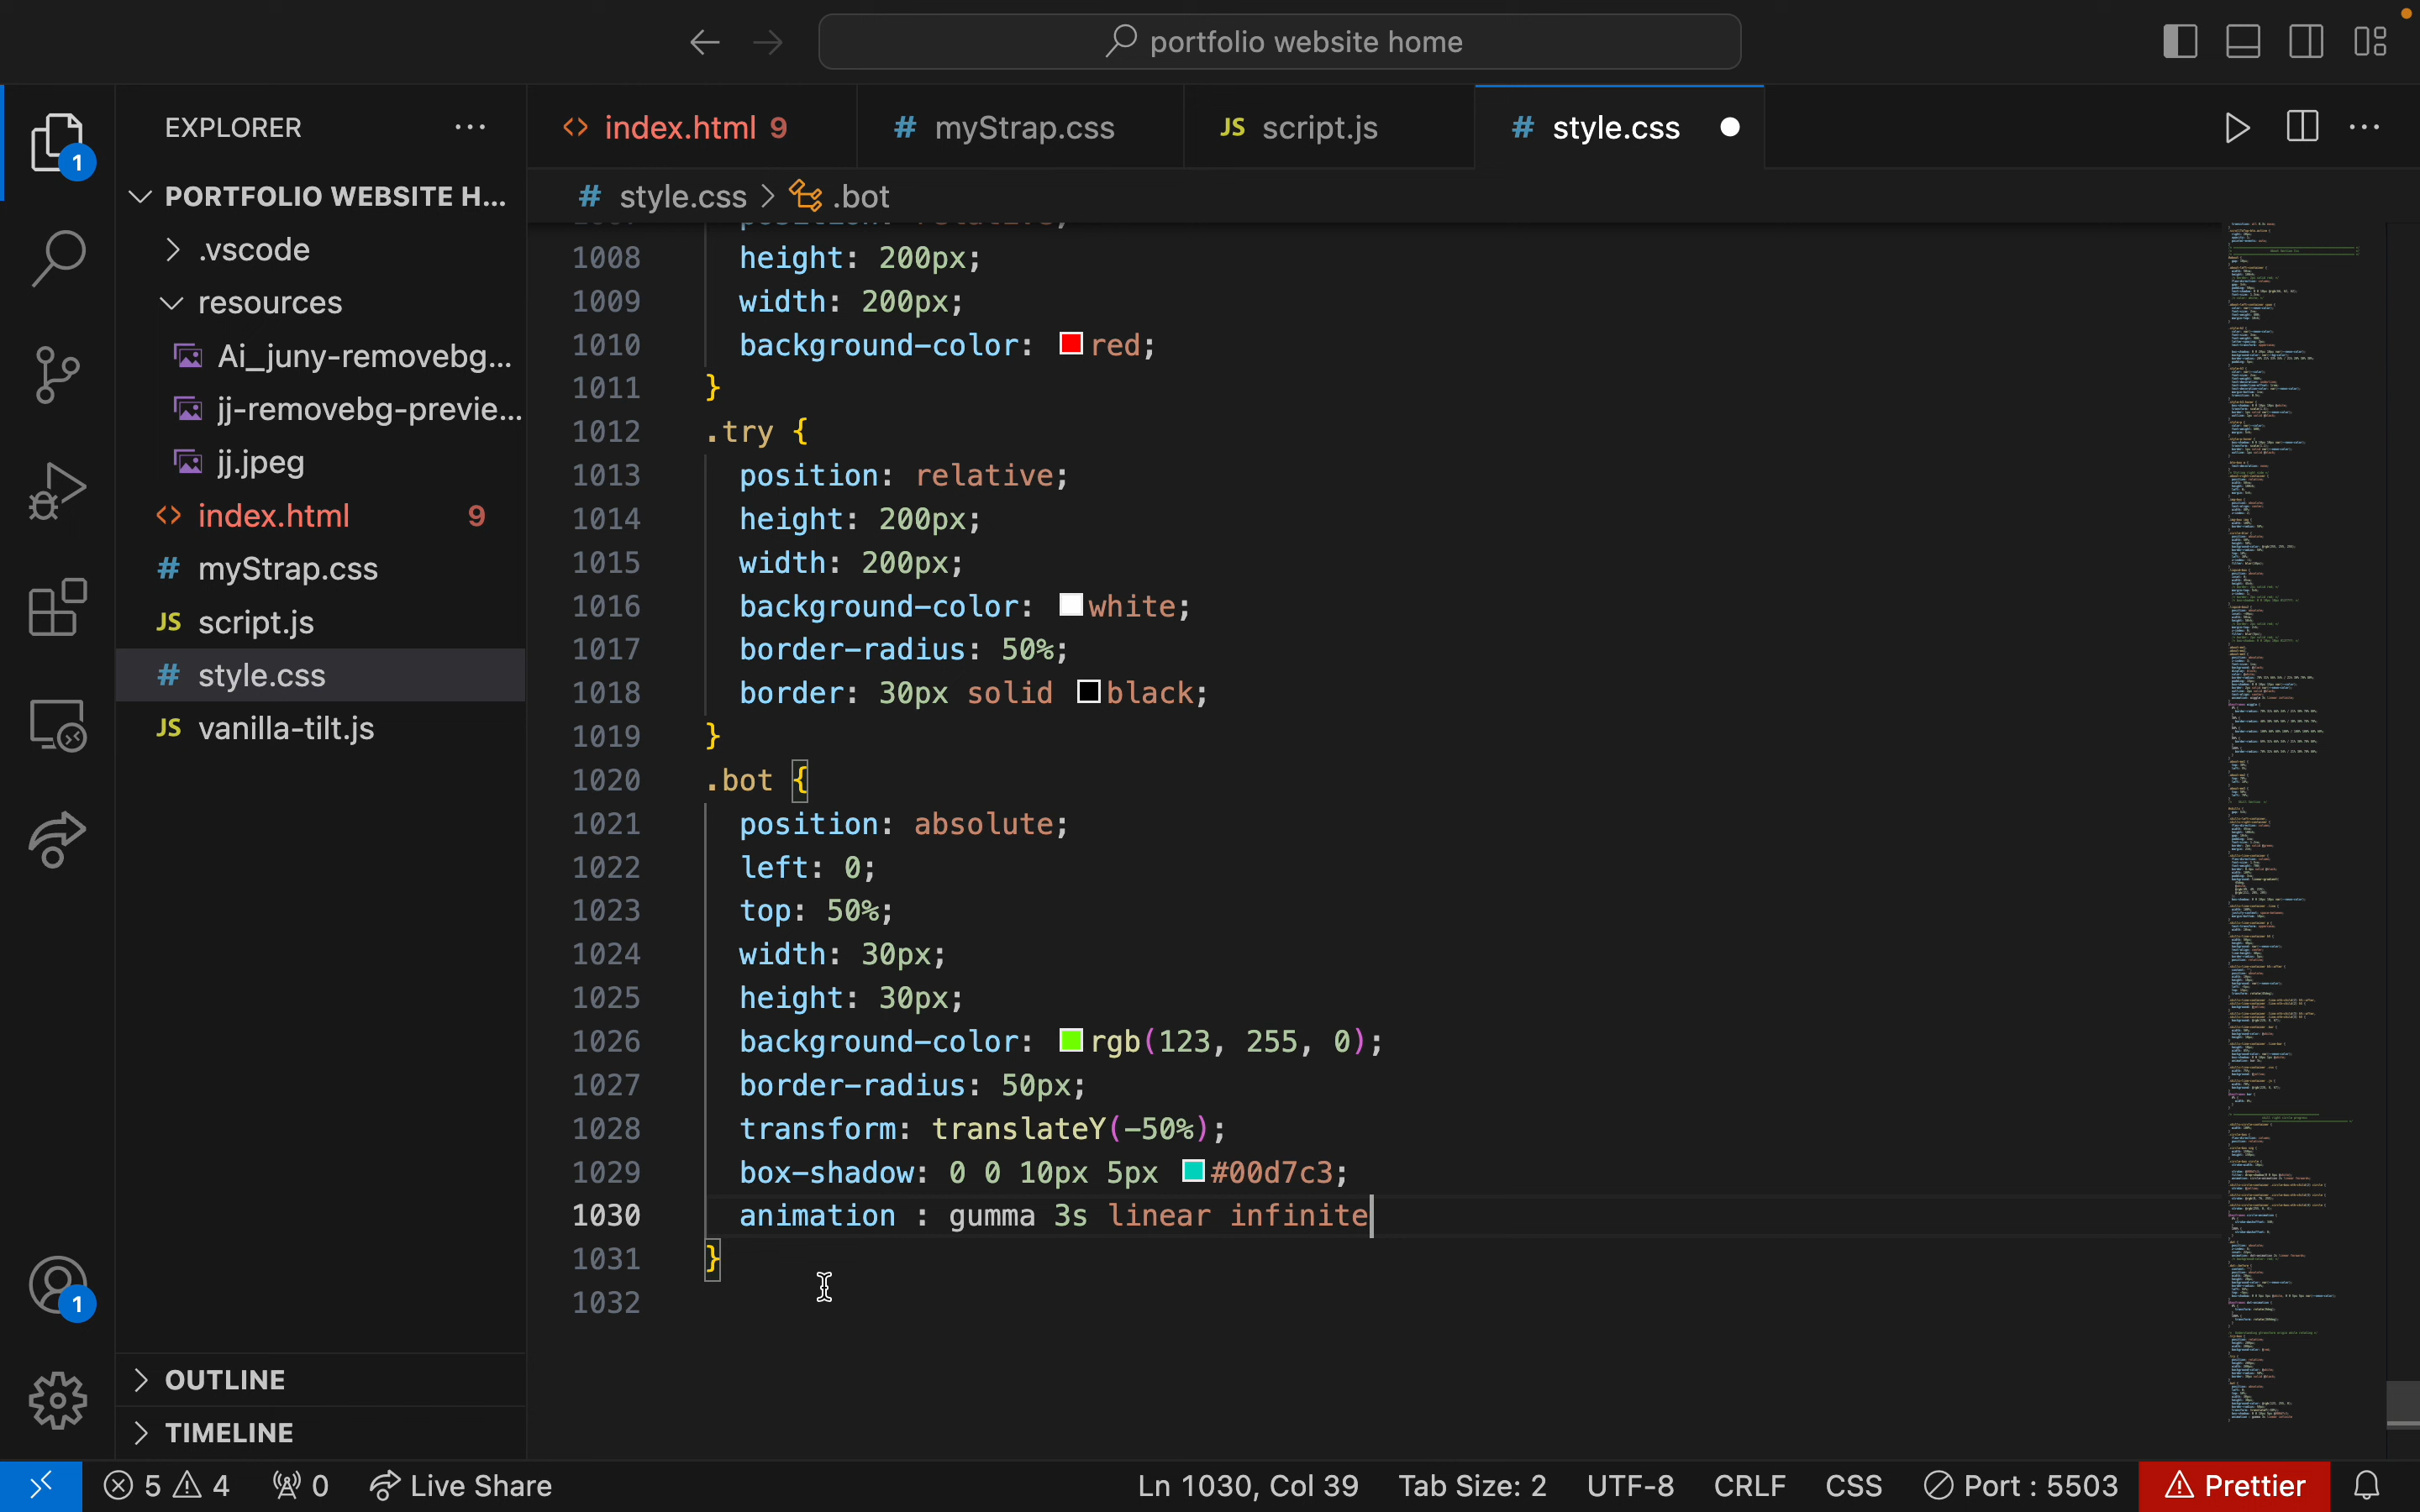 portfolio website home
EXPLORER
index.html 9
myStrap.css
JS script.js
style.css
PORTFOLIO WEBSITE H...
.vscode
resources
Ai_juny-removebg...
jj-removebg-previe...
jj.jpeg
index.html 9
# myStrap.css
JS script.js
# style.css
JS vanilla-tilt.js
OUTLINE
TIMELINE
1
1
# style.css > .bot
1008 height: 200px;
1009 width: 200px;
1010 background-color: red;
1011 }
1012 .try {
1013 position: relative;
1014 height: 200px;
1015 width: 200px;
1016 background-color: white;
1017 border-radius: 50%;
1018 border: 30px solid black;
1019 }
1020 .bot {
1021 position: absolute;
1022 left: 0;
1023 top: 50%;
1024 width: 30px;
1025 height: 30px;
1026 background-color: rgb(123, 255, 0);
1027 border-radius: 50px;
1028 transform: translateY(-50%);
1029 box-shadow: 0 0 10px 5px #00d7c3;
1030 animation : gumma 3s linear infinite
1031 }
1032
5 4 0 Live Share Ln 1030, Col 39 Tab Size: 2 UTF-8 CRLF CSS Port : 5503 Prettier